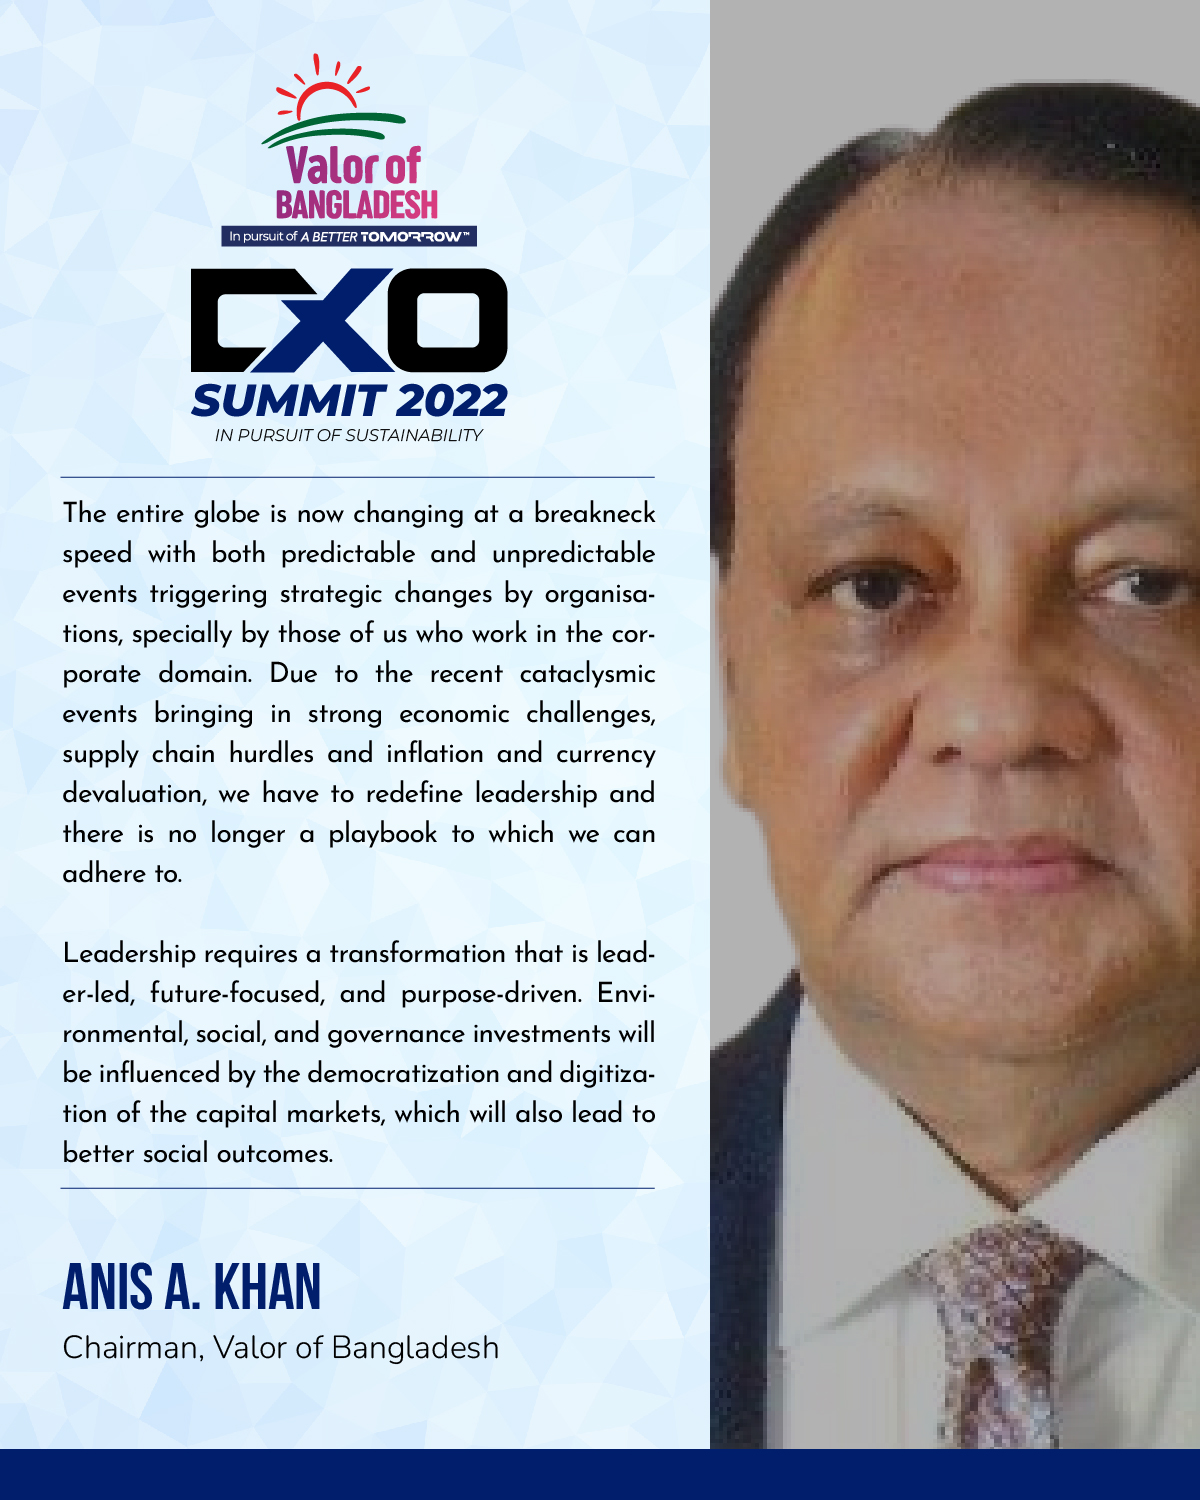 Valor of
BANGLADESH
In pursuit of A BETTER TOMORROW™
CXO
SUMMIT 2022
IN PURSUIT OF SUSTAINABILITY
The entire globe is now changing at a breakneck
speed with both predictable and unpredictable
events triggering strategic changes by organisa-
tions, specially by those of us who work in the cor-
porate domain. Due to the recent cataclysmic
events bringing in strong economic challenges,
supply chain hurdles and inflation and currency
devaluation, we have to redefine leadership and
there is no longer a playbook to which we can
adhere to.
Leadership requires a transformation that is lead-
er-led, future-focused, and purpose-driven. Envi-
ronmental, social, and governance investments will
be influenced by the democratization and digitiza-
tion of the capital markets, which will also lead to
better social outcomes.
ANIS A. KHAN
Chairman, Valor of Bangladesh